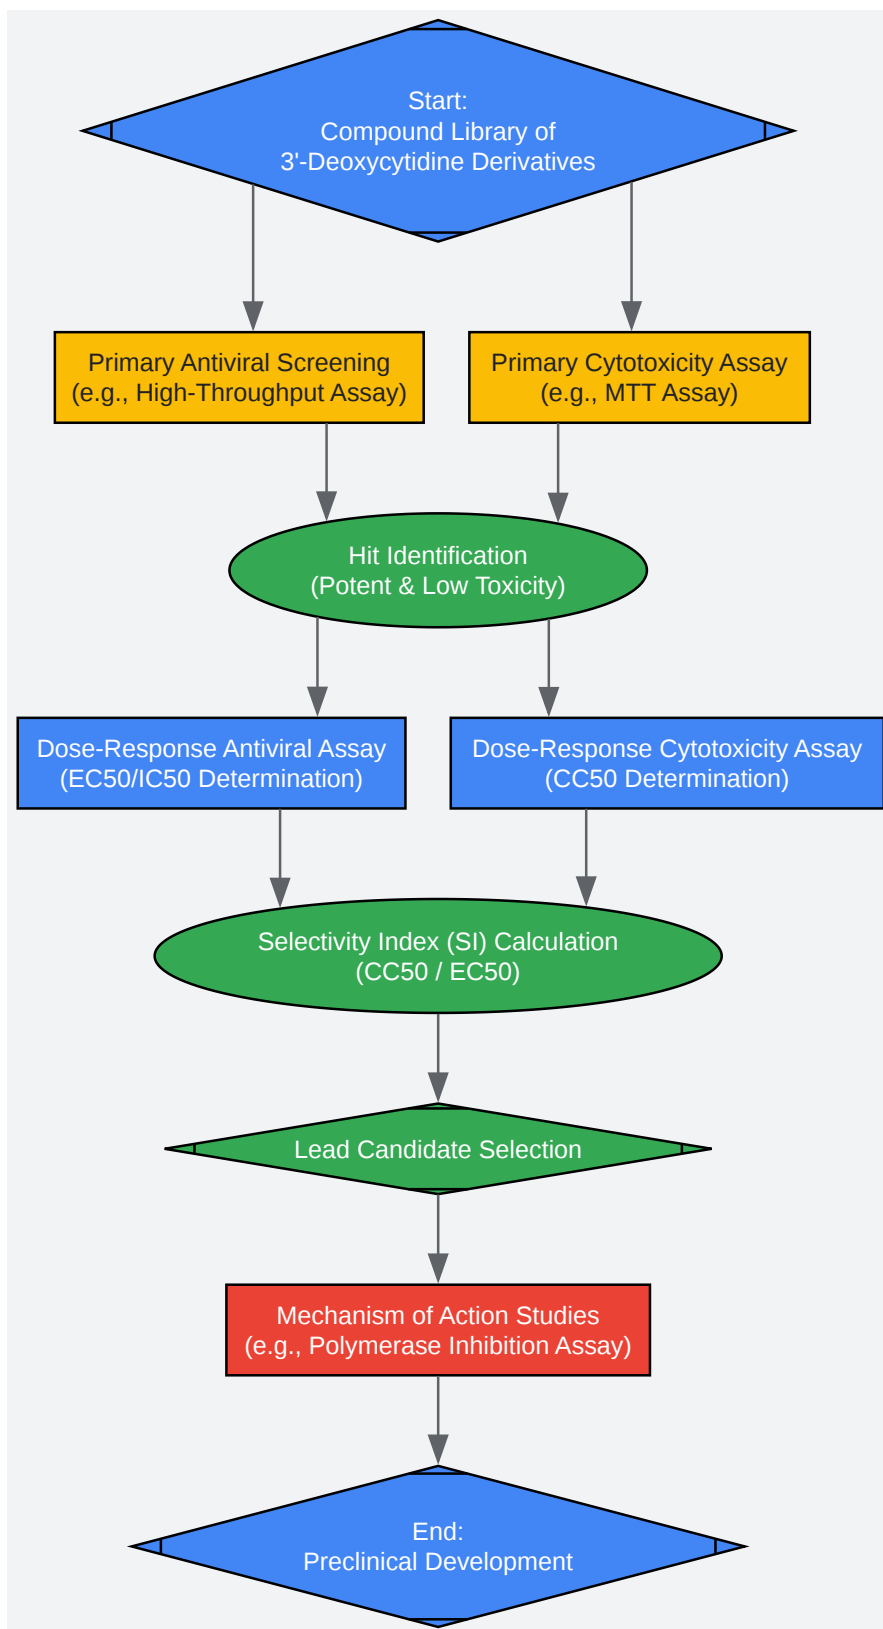 Start:
Compound Library of
3'-Deoxycytidine Derivatives
Primary Antiviral Screening
(e.g., High-Throughput Assay)
Primary Cytotoxicity Assay
(e.g., MTT Assay)
Hit Identification
(Potent & Low Toxicity)
Dose-Response Antiviral Assay
(EC50/IC50 Determination)
Dose-Response Cytotoxicity Assay
(CC50 Determination)
Selectivity Index (SI) Calculation
(CC50 / EC50)
Lead Candidate Selection
Mechanism of Action Studies
(e.g., Polymerase Inhibition Assay)
End:
Preclinical Development